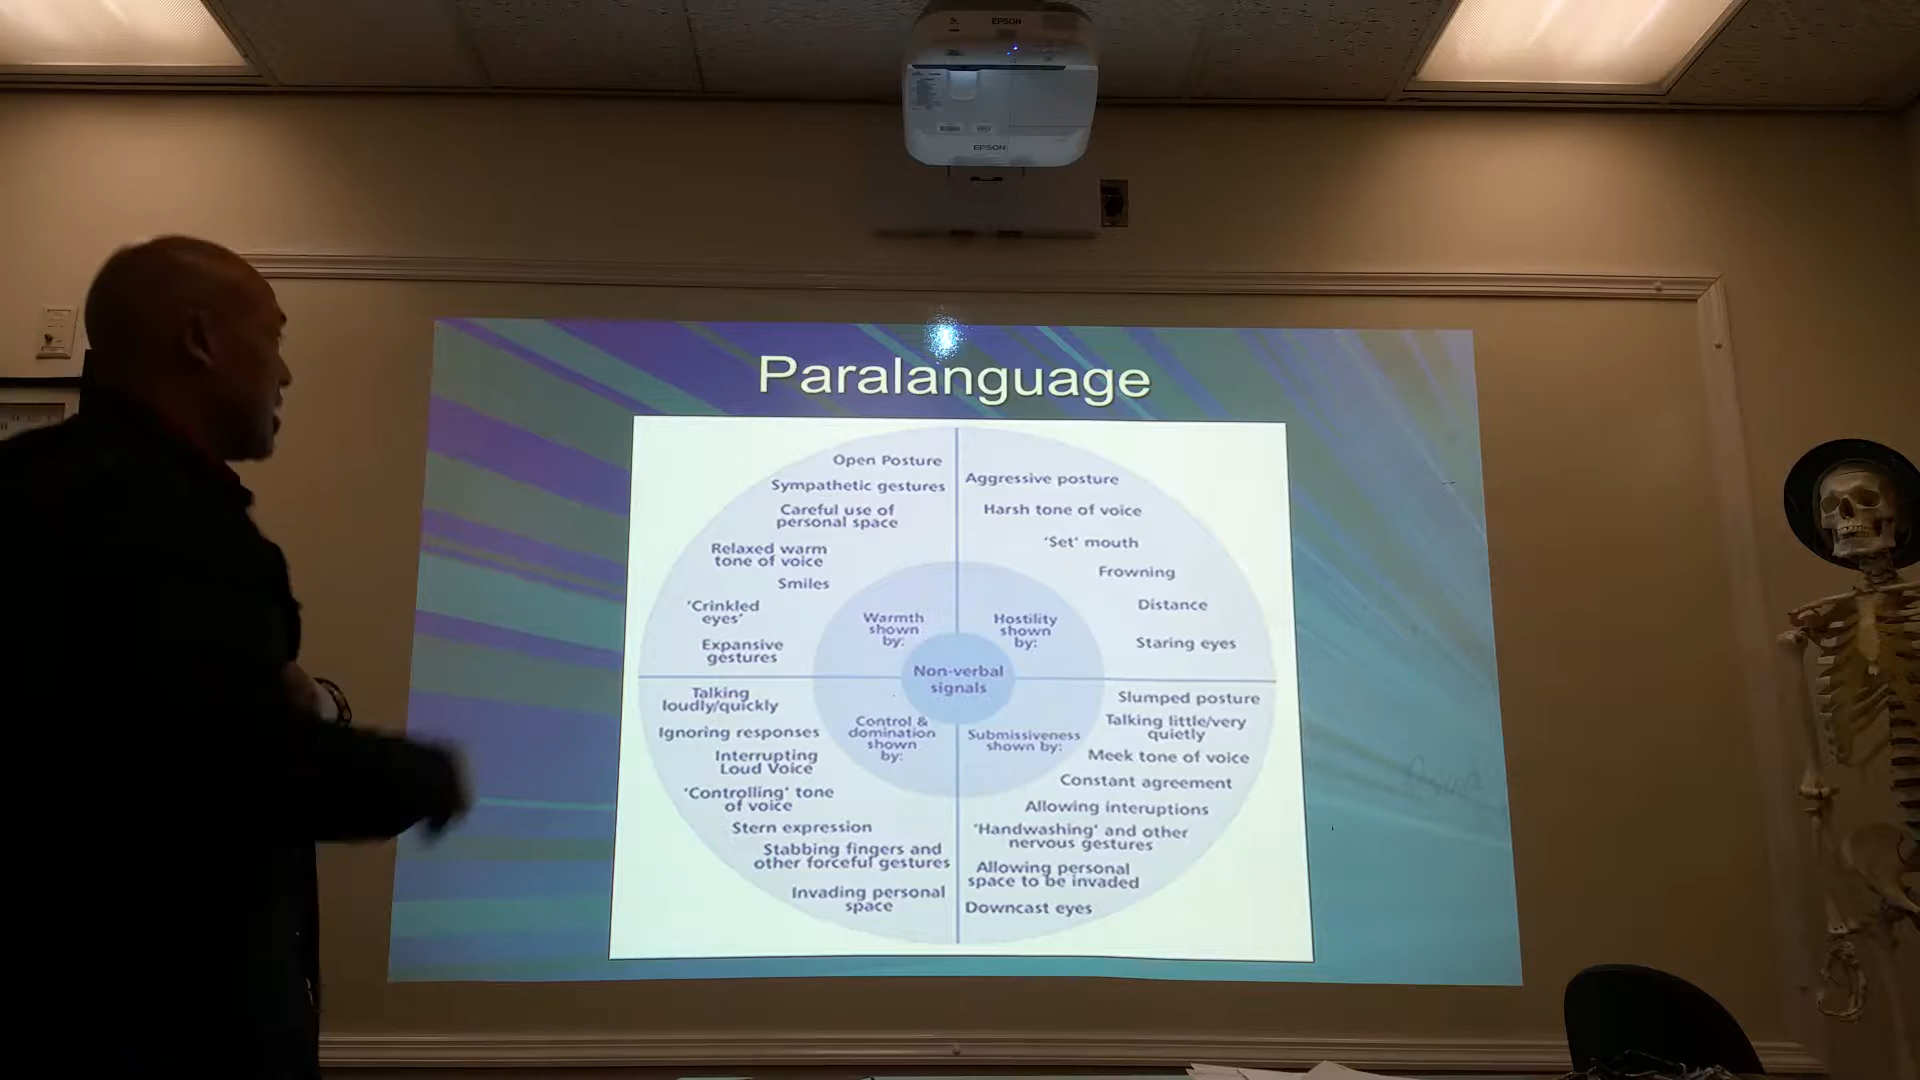 EPSON
EPSON
Paralanguage
Open Posture
Sympathetic gestures
Careful use of
personal space
Relaxed warm
tone of voice
Smiles
'Crinkled
eyes'
Expansive
gestures
Warmth
shown
by:
Aggressive posture
Harsh tone of voice
'Set' mouth
Frowning
Distance
Staring eyes
Hostility
shown
by:
Non-verbal
signals
Talking
loudly/quickly
Ignoring responses
Interrupting
Loud Voice
'Controlling' tone
of voice
Stern expression
Stabbing fingers and
other forceful gestures
Invading personal
space
Control &
domination
shown
by:
Submissiveness
shown by:
Slumped posture
Talking little/very
quietly
Meek tone of voice
Constant agreement
Allowing interuptions
'Handwashing' and other
nervous gestures
Allowing personal
space to be invaded
Downcast eyes